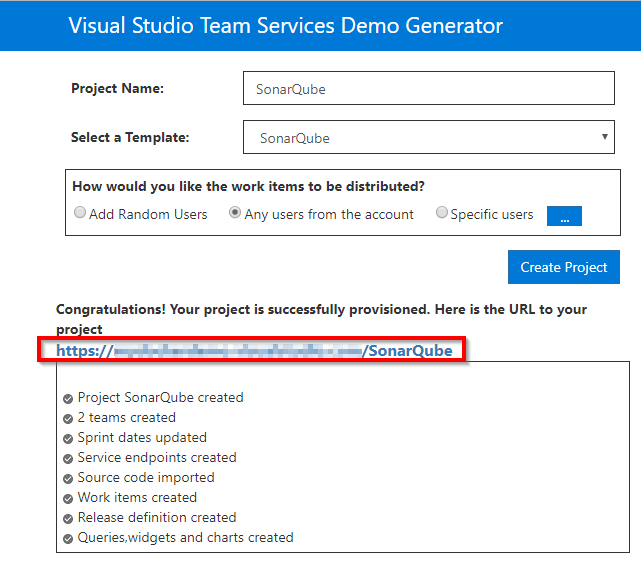 Visual Studio Team Services Demo Generator
Project Name:
SonarQube
Select a Template:
SonarQube
How would you like the work items to be distributed?
Add Random Users
Any users from the account
Specific users
...
Create Project
Congratulations! Your project is successfully provisioned. Here is the URL to your
project
https:// /SonarQube
Project SonarQube created
2 teams created
Sprint dates updated
Service endpoints created
Source code imported
Work items created
Release definition created
Queries,widgets and charts created